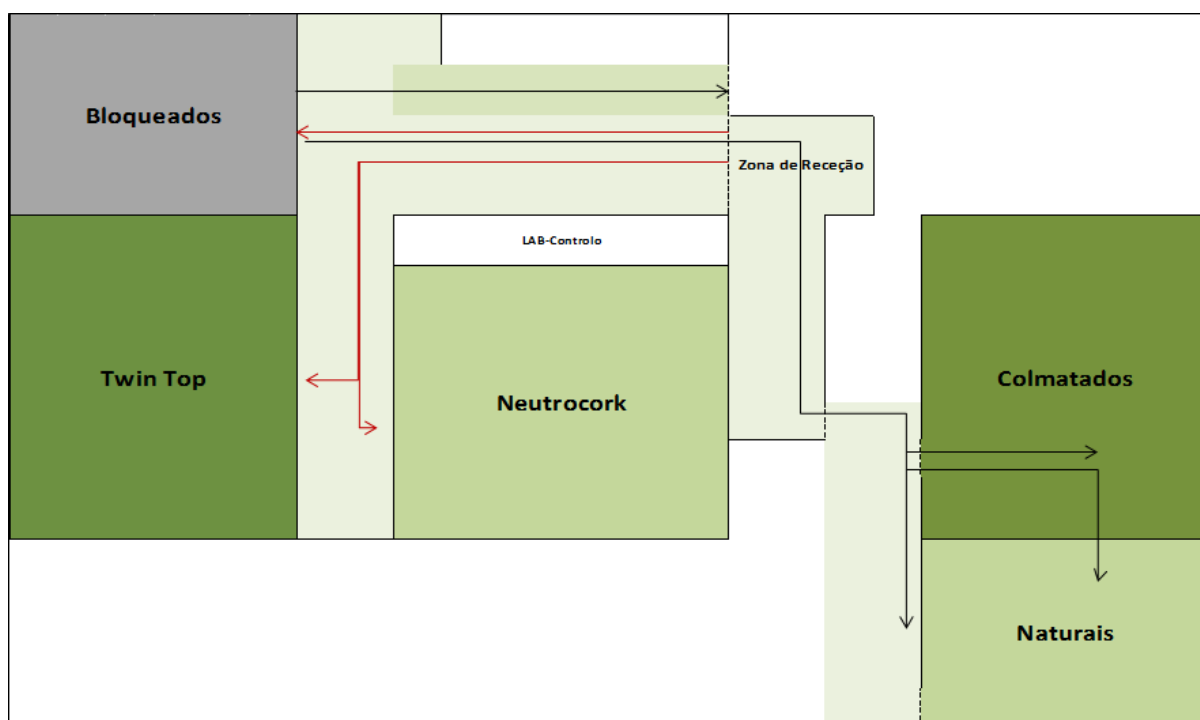 Bloqueados
Zona de Receção
LAB-Controlo
Twin Top
Neutrocork
Colmatados
Naturais